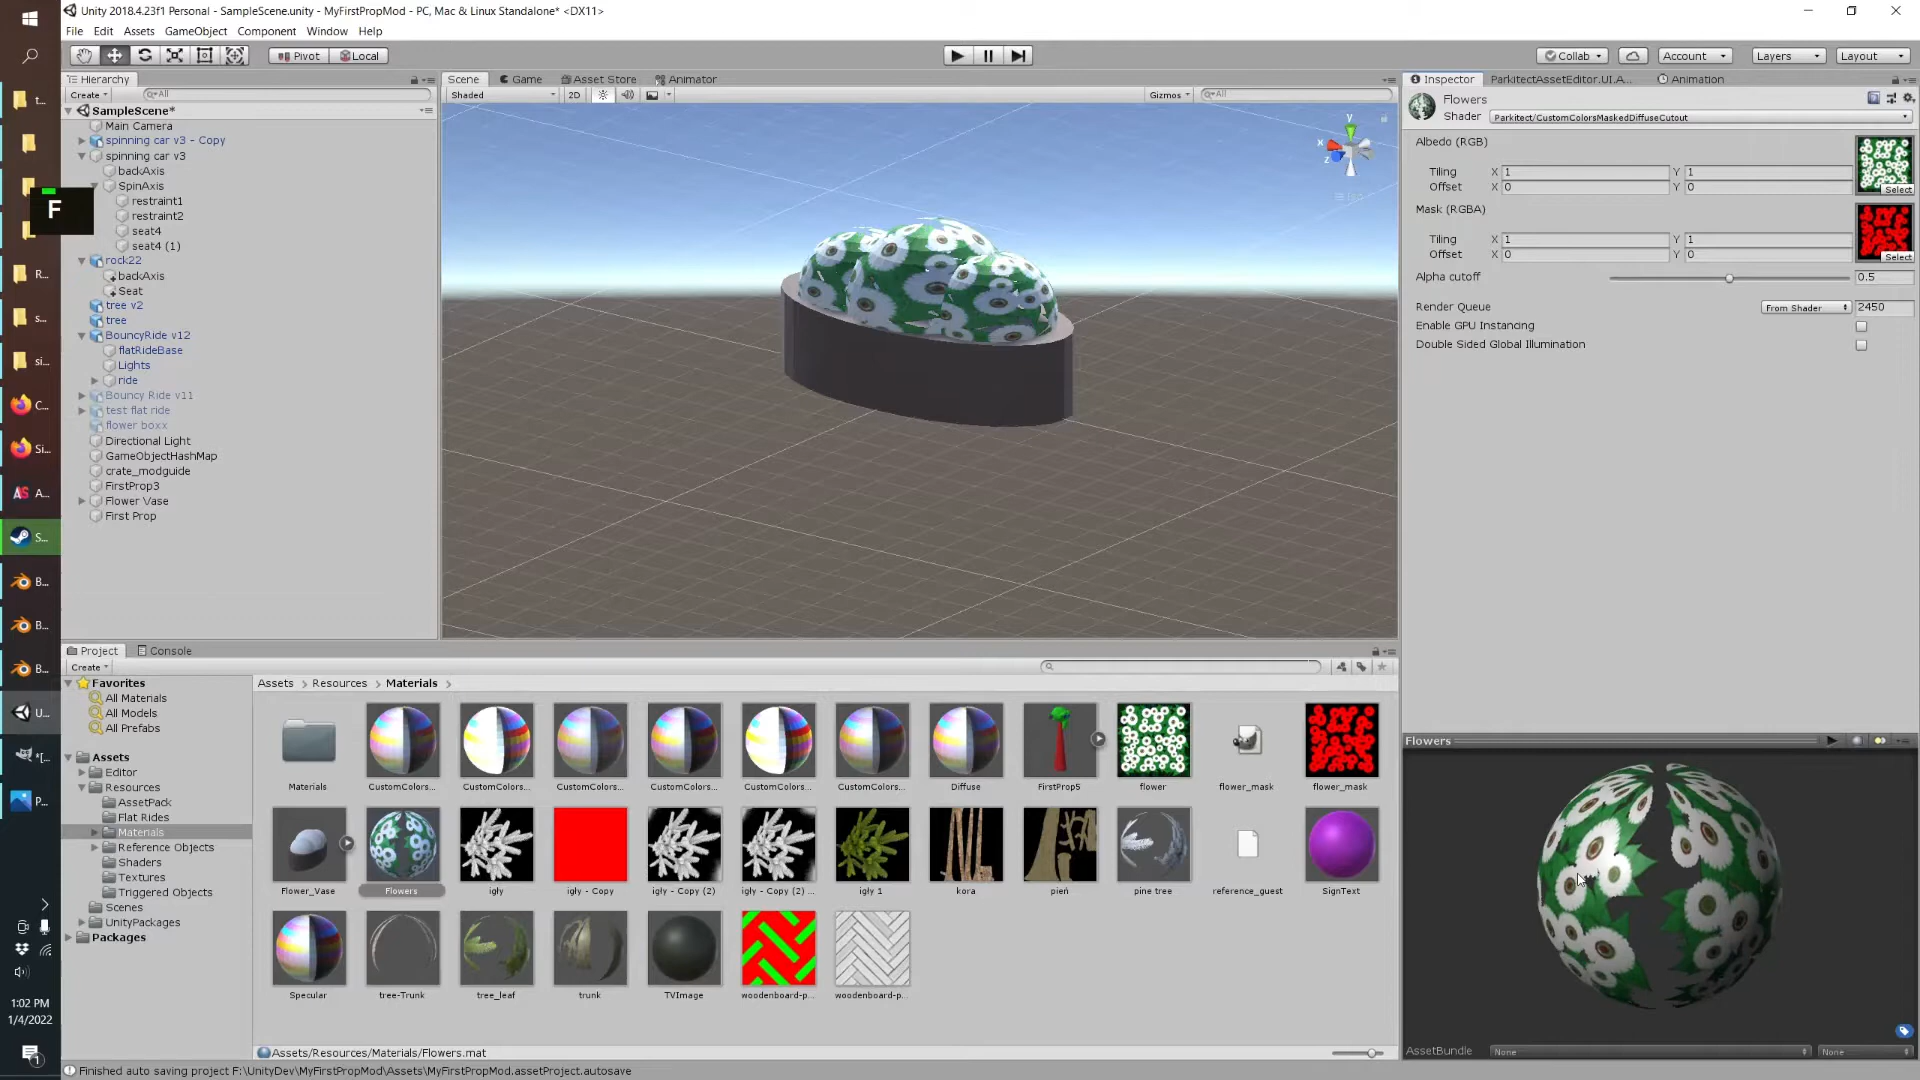 Unity 2018.4.23f1 Personal - SampleScene.unity - MyFirstPropMod - PC, Mac & Linux Standalone* <DX11>
File Edit Assets GameObject Component Window Help
Pivot Local
Collab Account Layers Layout
Hierarchy
Create All
SampleScene*
Main Camera
spinning car v3 - Copy
spinning car v3
backAxis
SpinAxis
restraint1
restraint2
seat4
seat4 (1)
rock22
backAxis
Seat
tree v2
tree
BouncyRide v12
flatRideBase
Lights
ride
Bouncy Ride v11
test flat ride
flower boxx
Directional Light
GameObjectHashMap
crate_modguide
FirstProp3
Flower Vase
First Prop
Scene Game Asset Store Animator
Shaded 2D Gizmos All
y
x
z
Inspector ParkitectAssetEditor.UI.A... Animation
Flowers
Shader Parkitect/CustomColorsMaskedDiffuseCutout
Albedo (RGB)
Tiling X 1 Y 1
Offset X 0 Y 0
Select
Mask (RGBA)
Tiling X 1 Y 1
Offset X 0 Y 0
Select
Alpha cutoff 0.5
Render Queue From Shader 2450
Enable GPU Instancing
Double Sided Global Illumination
Project Console
Create
Favorites
All Materials
All Models
All Prefabs
Assets
Editor
Resources
AssetPack
Flat Rides
Materials
Reference Objects
Shaders
Textures
Triggered Objects
Scenes
UnityPackages
Packages
Assets > Resources > Materials >
Materials CustomColors... CustomColors... CustomColors... CustomColors... CustomColors... CustomColors... Diffuse FirstProp5 flower flower_mask flower_mask
Flower_Vase Flowers igły igły - Copy igły - Copy (2) igły - Copy (2) ... igły 1 kora pień pine tree reference_guest SignText
Specular tree-Trunk tree_leaf trunk TVImage woodenboard-p... woodenboard-p...
Assets/Resources/Materials/Flowers.mat
Finished auto saving project F:\UnityDev\MyFirstPropMod\Assets\MyFirstPropMod.assetProject.autosave
Flowers
AssetBundle None None
F
t...
R...
s...
si...
C...
Si...
AS A...
S...
B...
B...
B...
U...
*[...
P...
1:02 PM
1/4/2022
1